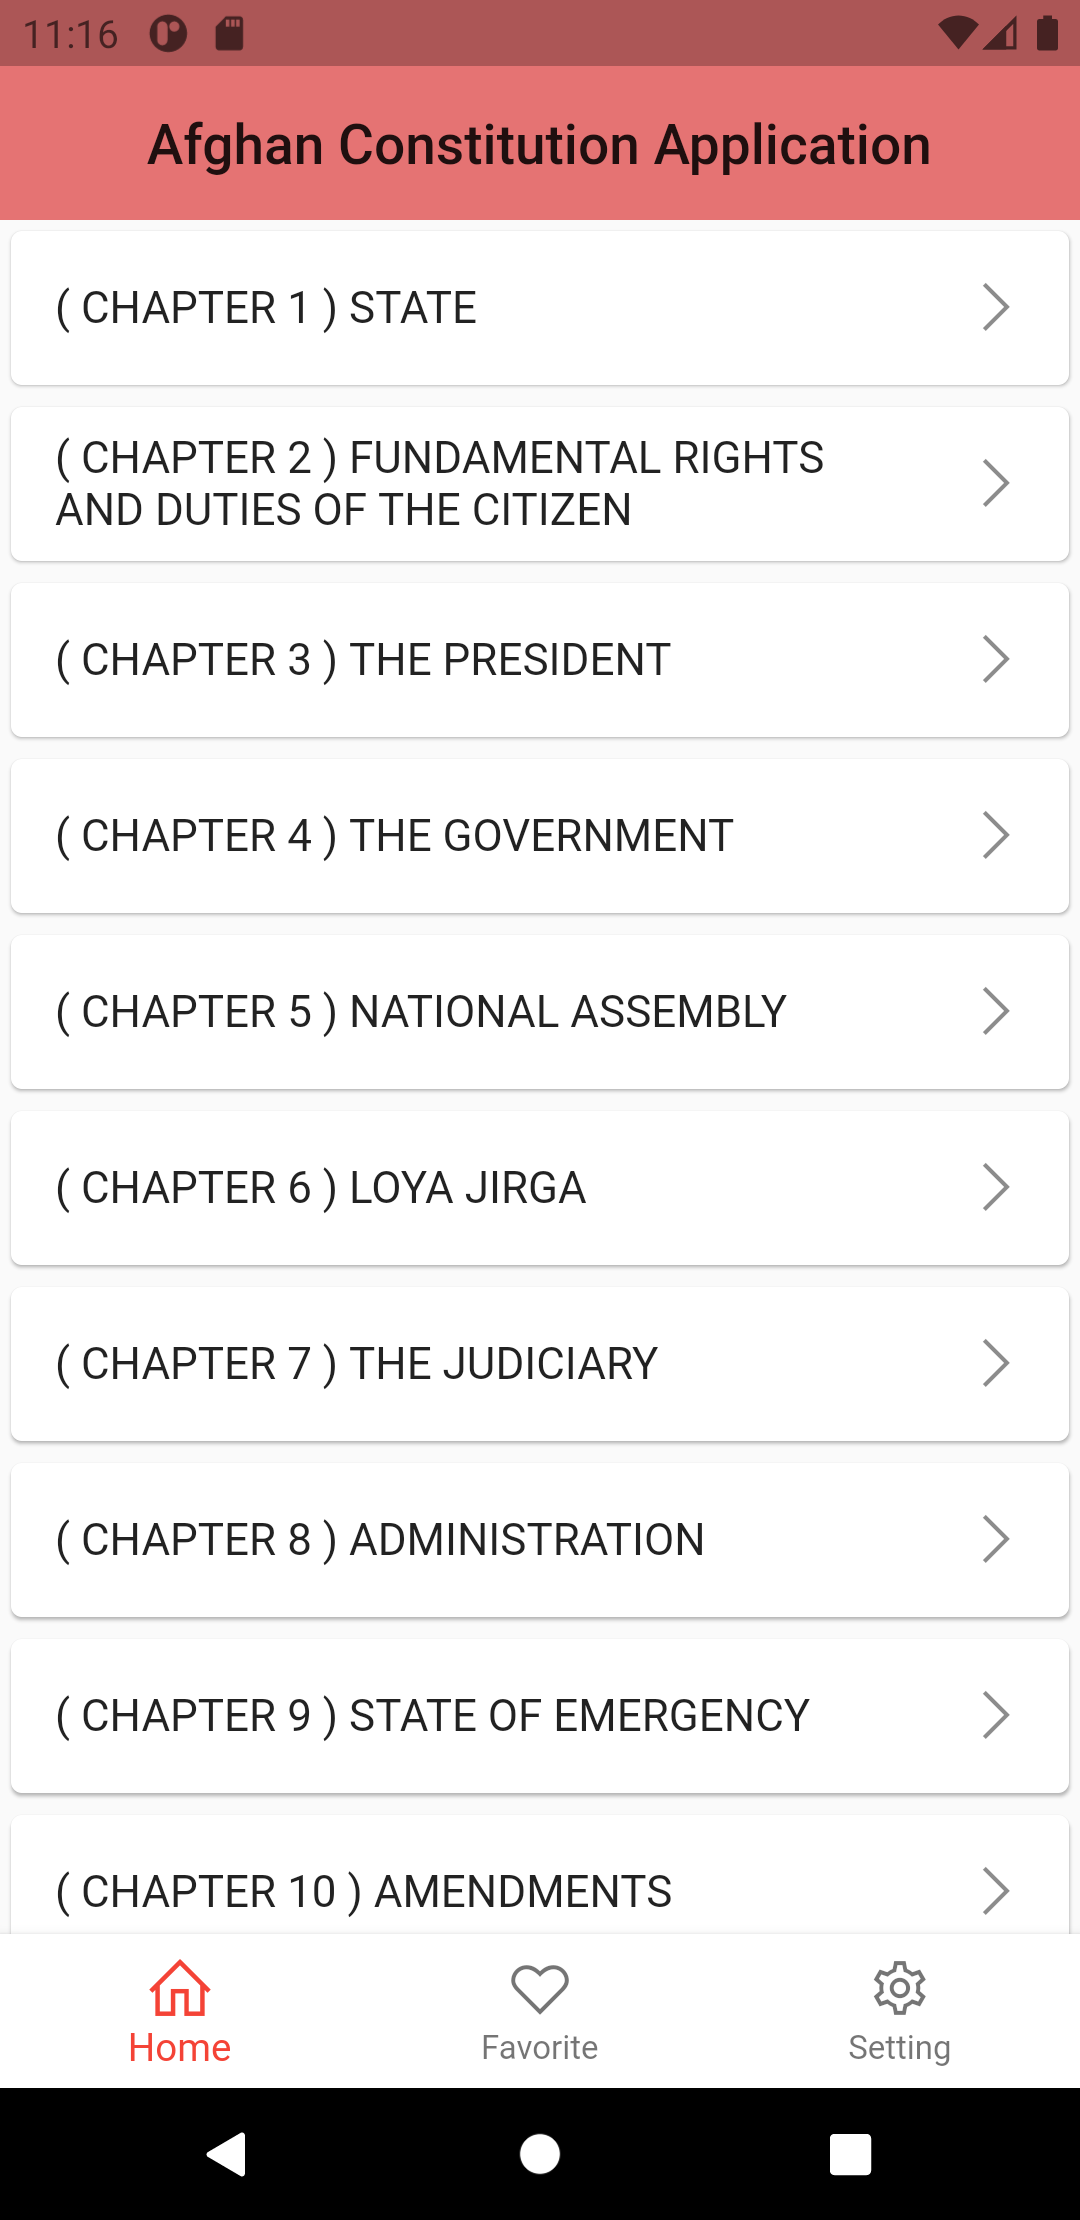 11:16
Afghan Constitution Application
( CHAPTER 1 ) STATE
( CHAPTER 2 ) FUNDAMENTAL RIGHTS
AND DUTIES OF THE CITIZEN
( CHAPTER 3 ) THE PRESIDENT
( CHAPTER 4 ) THE GOVERNMENT
( CHAPTER 5 ) NATIONAL ASSEMBLY
( CHAPTER 6 ) LOYA JIRGA
( CHAPTER 7 ) THE JUDICIARY
( CHAPTER 8 ) ADMINISTRATION
( CHAPTER 9 ) STATE OF EMERGENCY
( CHAPTER 10 ) AMENDMENTS
Home
Favorite
Setting